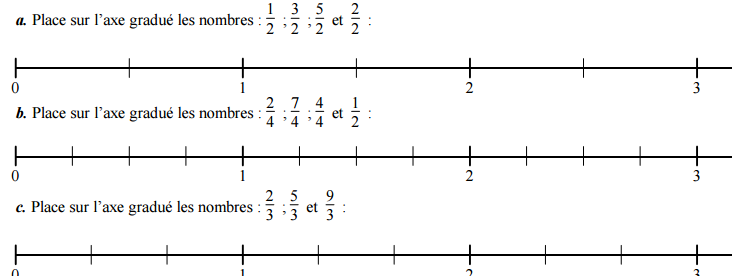 a. Place sur l'axe gradué les nombres : 1/2 ; 3/2 ; 5/2 et 2/2 :
0 1 2 3
b. Place sur l'axe gradué les nombres : 2/4 ; 7/4 ; 4/4 et 1/2 :
0 1 2 3
c. Place sur l'axe gradué les nombres : 2/3 ; 5/3 et 9/3 :
0 1 2 3